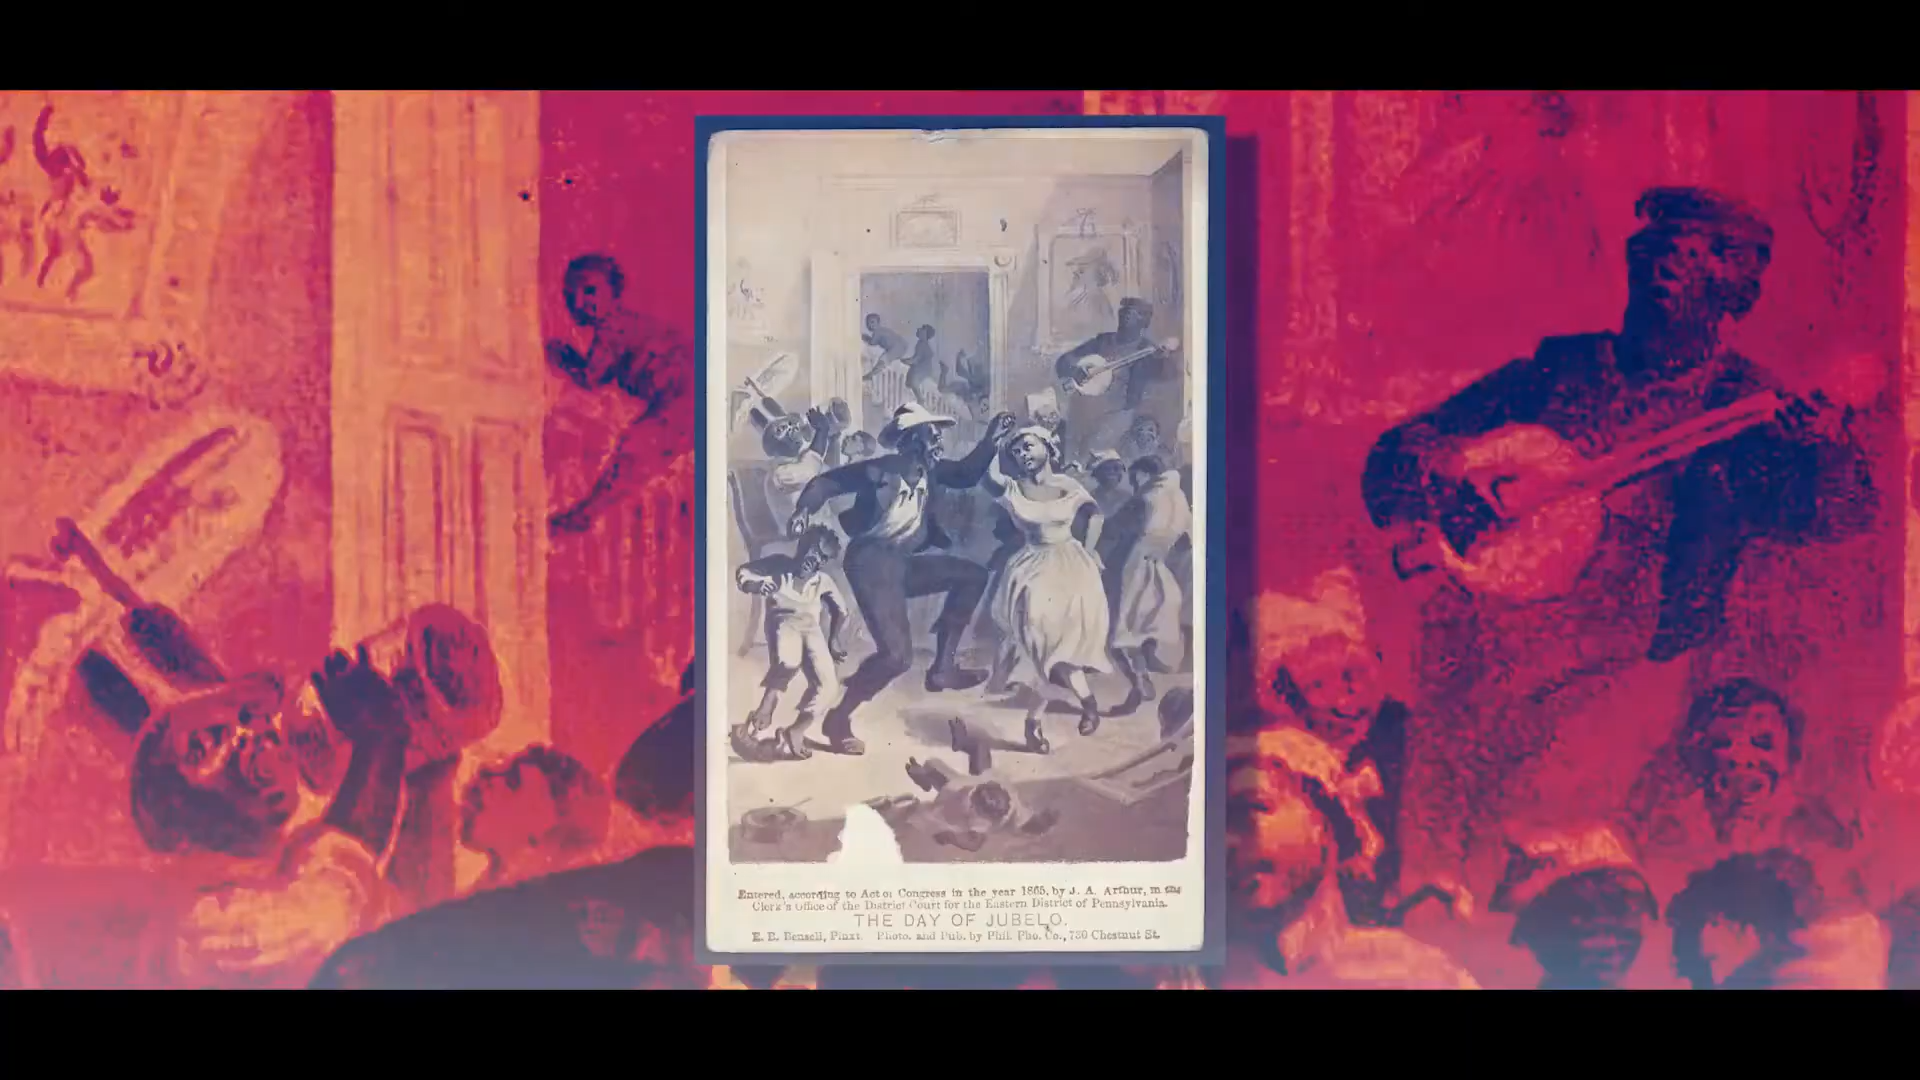 Entered, according to Act of Congress in the year 1865, by J. A. Arthur, in the
Clerk's Office of the District Court for the Eastern District of Pennsylvania.
THE DAY OF JUBELO.
E. B. Bensell, Pinxt. Photo. and Pub. by Phil. Pho. Co., 730 Chestnut St.